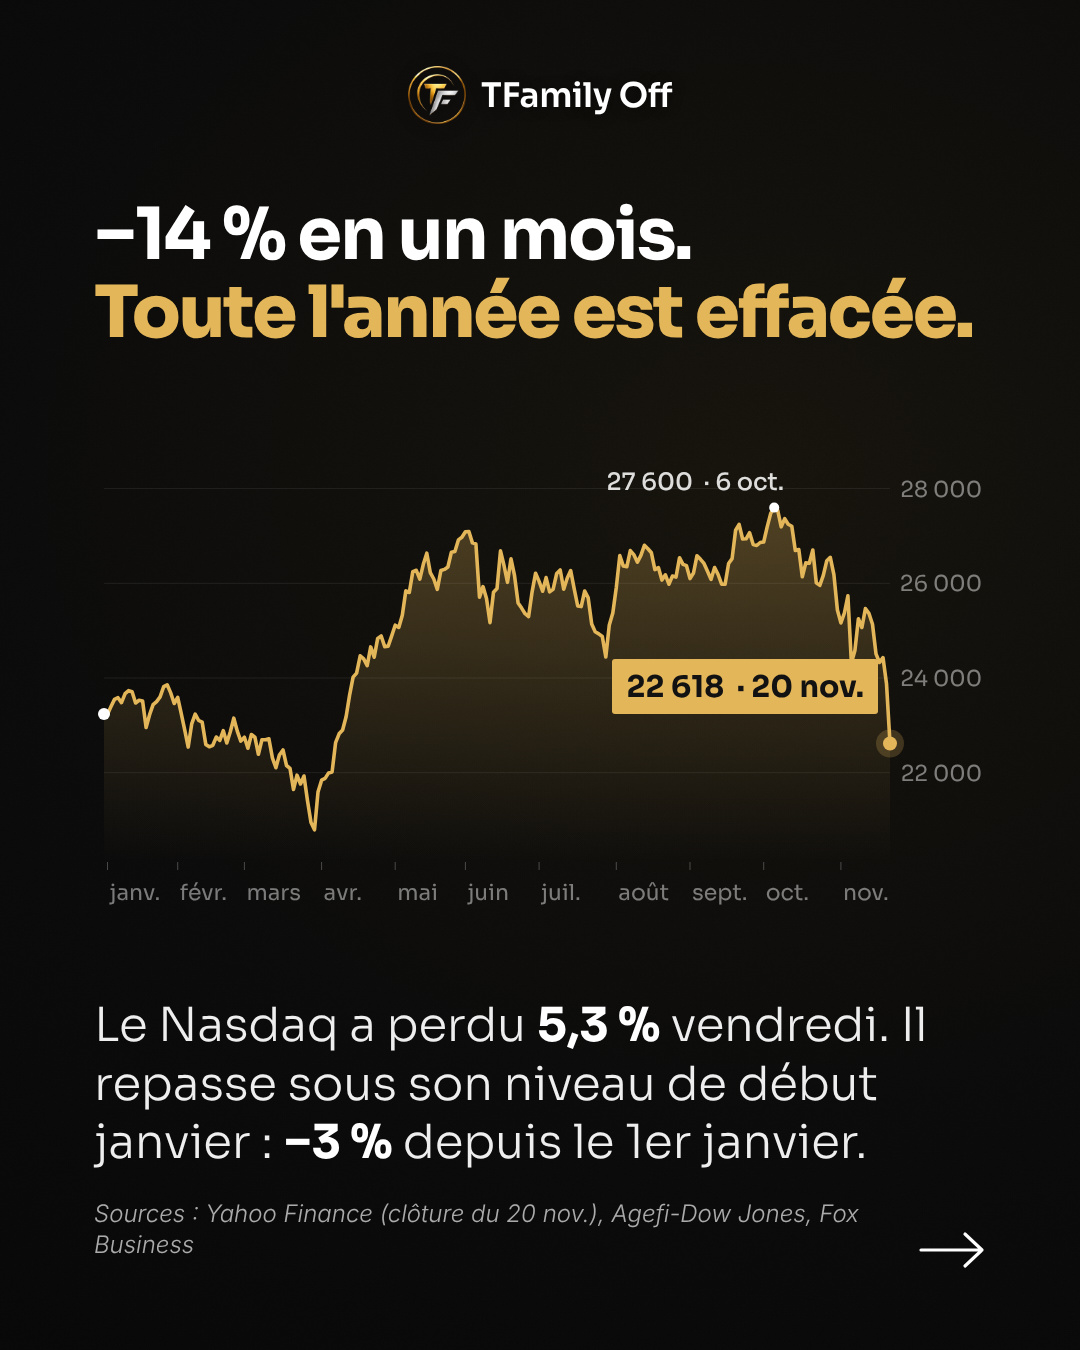 TF TFamily Off
−14 % en un mois.
Toute l'année est effacée.
27 600 · 6 oct.
28 000
26 000
22 618 · 20 nov.
24 000
22 000
janv. févr. mars avr. mai juin juil. août sept. oct. nov.
Le Nasdaq a perdu 5,3 % vendredi. Il
repasse sous son niveau de début
janvier : −3 % depuis le 1er janvier.
Sources : Yahoo Finance (clôture du 20 nov.), Agefi-Dow Jones, Fox
Business